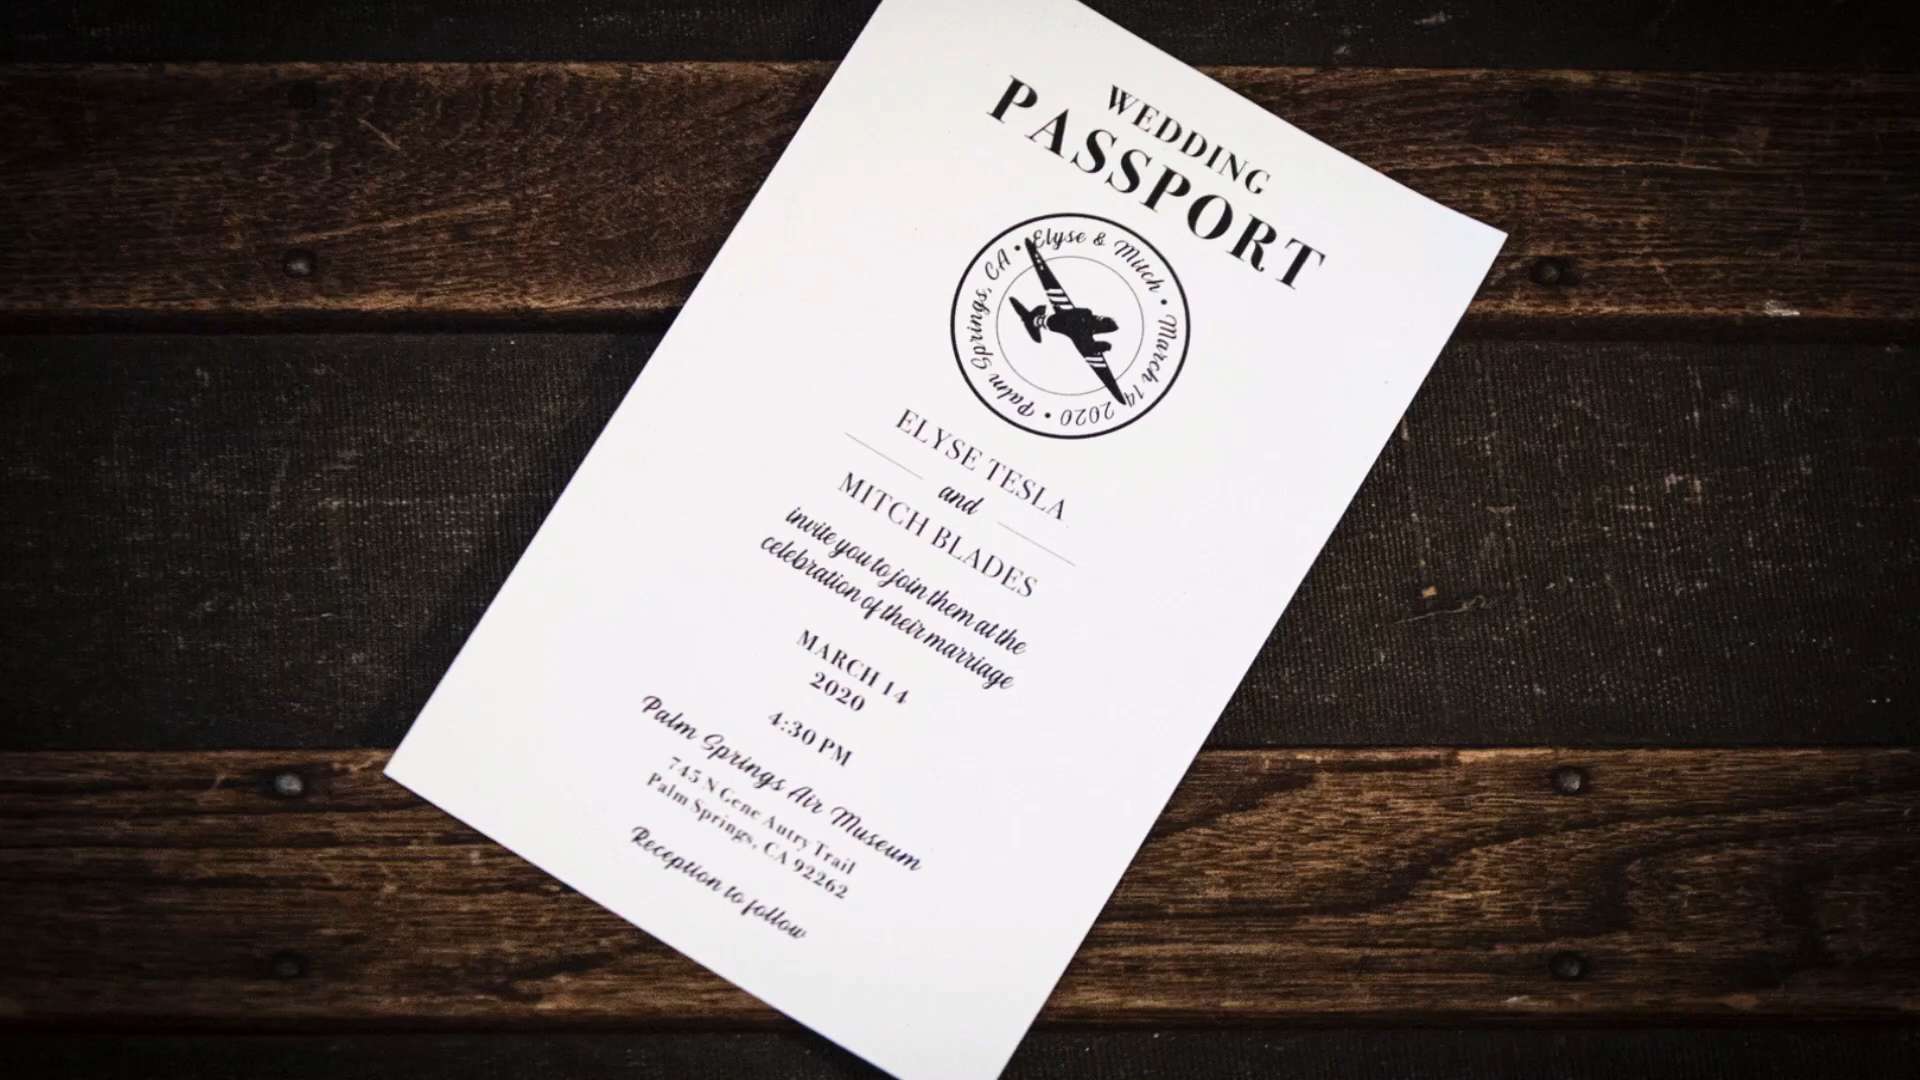 WEDDING
PASSPORT
Elyse & Mitch • March 14 2020 • Palm Springs, CA •
ELYSE TESLA
and
MITCH BLADES
invite you to join them at the
celebration of their marriage
MARCH 14
2020
4:30 PM
Palm Springs Air Museum
745 N Gene Autry Trail
Palm Springs, CA 92262
Reception to follow